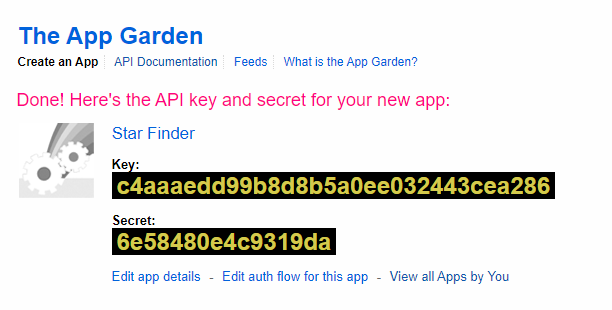 The App Garden
Create an App API Documentation Feeds What is the App Garden?
Done! Here's the API key and secret for your new app:
Star Finder
Key:
c4aaaedd99b8d8b5a0ee032443cea286
Secret:
6e58480e4c9319da
Edit app details - Edit auth flow for this app - View all Apps by You